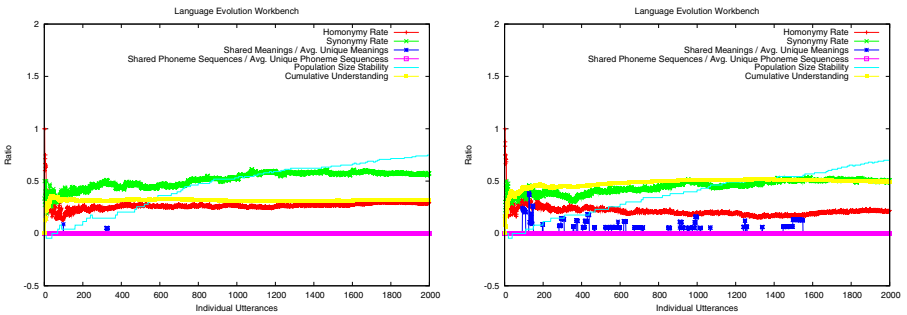 Language Evolution Workbench
2
1.5
1
0.5
0
-0.5
Ratio
Homonymy Rate
Synonymy Rate
Shared Meanings / Avg. Unique Meanings
Shared Phoneme Sequences / Avg. Unique Phoneme Sequencess
Population Size Stability
Cumulative Understanding
0 200 400 600 800 1000 1200 1400 1600 1800 2000
Individual Utterances
Language Evolution Workbench
2
1.5
1
0.5
0
-0.5
Ratio
Homonymy Rate
Synonymy Rate
Shared Meanings / Avg. Unique Meanings
Shared Phoneme Sequences / Avg. Unique Phoneme Sequencess
Population Size Stability
Cumulative Understanding
0 200 400 600 800 1000 1200 1400 1600 1800 2000
Individual Utterances